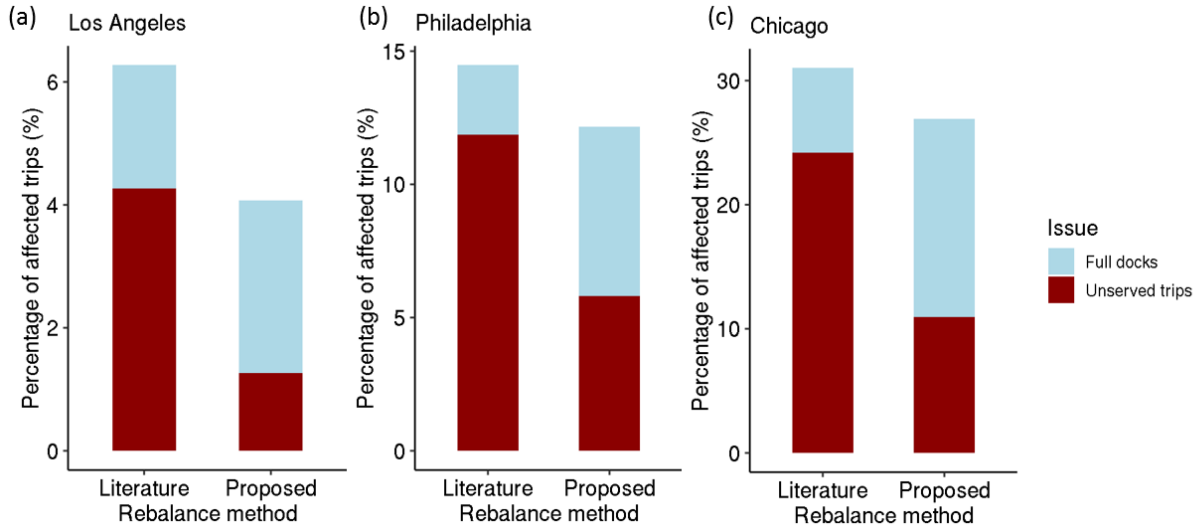 (a)
Los Angeles
Percentage of affected trips (%)
6
4
2
0
Literature Proposed
Rebalance method
(b)
Philadelphia
Percentage of affected trips (%)
15
10
5
0
Literature Proposed
Rebalance method
(c)
Chicago
Percentage of affected trips (%)
30
20
10
0
Literature Proposed
Rebalance method
Issue
Full docks
Unserved trips